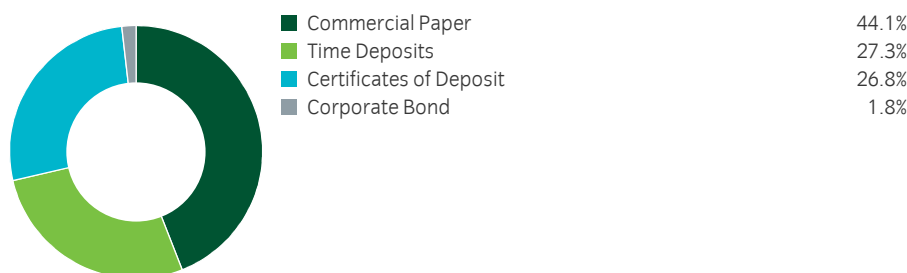 Commercial Paper 44.1%
Time Deposits 27.3%
Certificates of Deposit 26.8%
Corporate Bond 1.8%